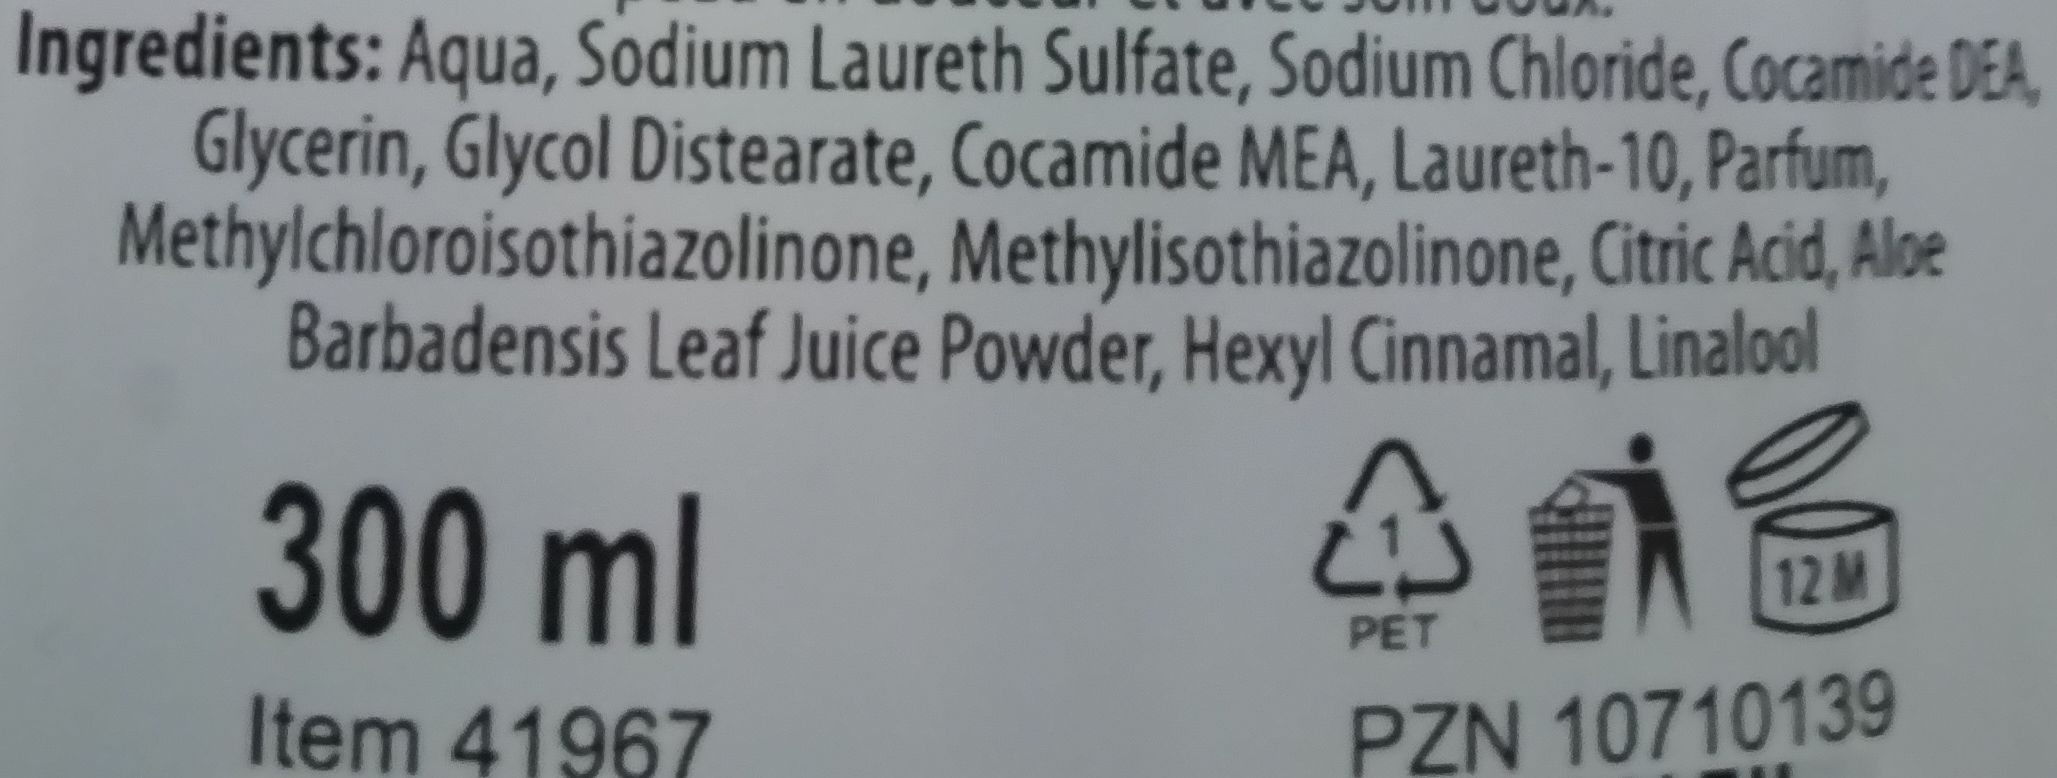 Ingredients: Aqua, Sodium Laureth Sulfate, Sodium Chloride, Cocamide DEA,
Glycerin, Glycol Distearate, Cocamide MEA, Laureth-10, Parfum,
Methylchloroisothiazolinone, Methylisothiazolinone, Citric Acid, Aloe
Barbadensis Leaf Juice Powder, Hexyl Cinnamal, Linalool
300 ml
1
PET
12 M
Item 41967
PZN 10710139